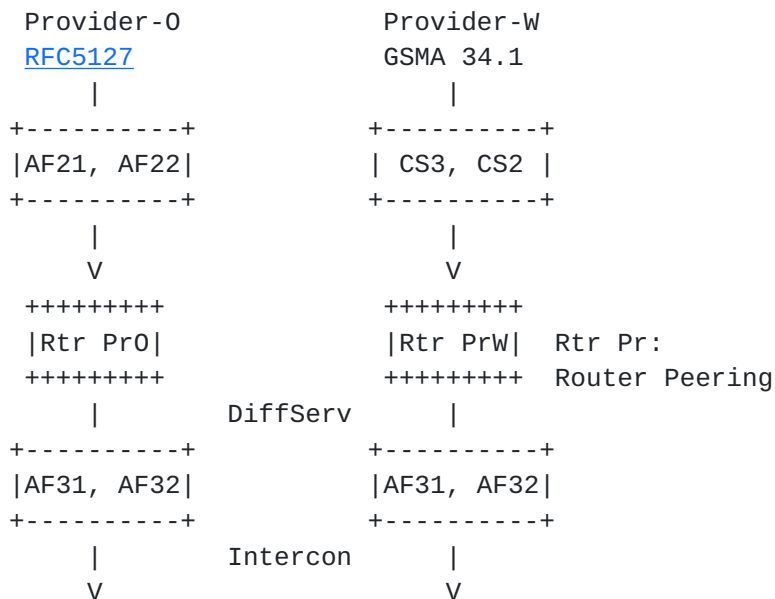 Provider-O                Provider-W
RFC5127                   GSMA 34.1
     |                         |
+----------+              +----------+
|AF21, AF22|              | CS3, CS2 |
+----------+              +----------+
     |                         |
     V                         V
+++++++++                 +++++++++
|Rtr PrO|                 |Rtr PrW|  Rtr Pr:
+++++++++                 +++++++++  Router Peering
     |         DiffServ        |
+----------+              +----------+
|AF31, AF32|              |AF31, AF32|
+----------+              +----------+
     |         Intercon        |
     V                         V